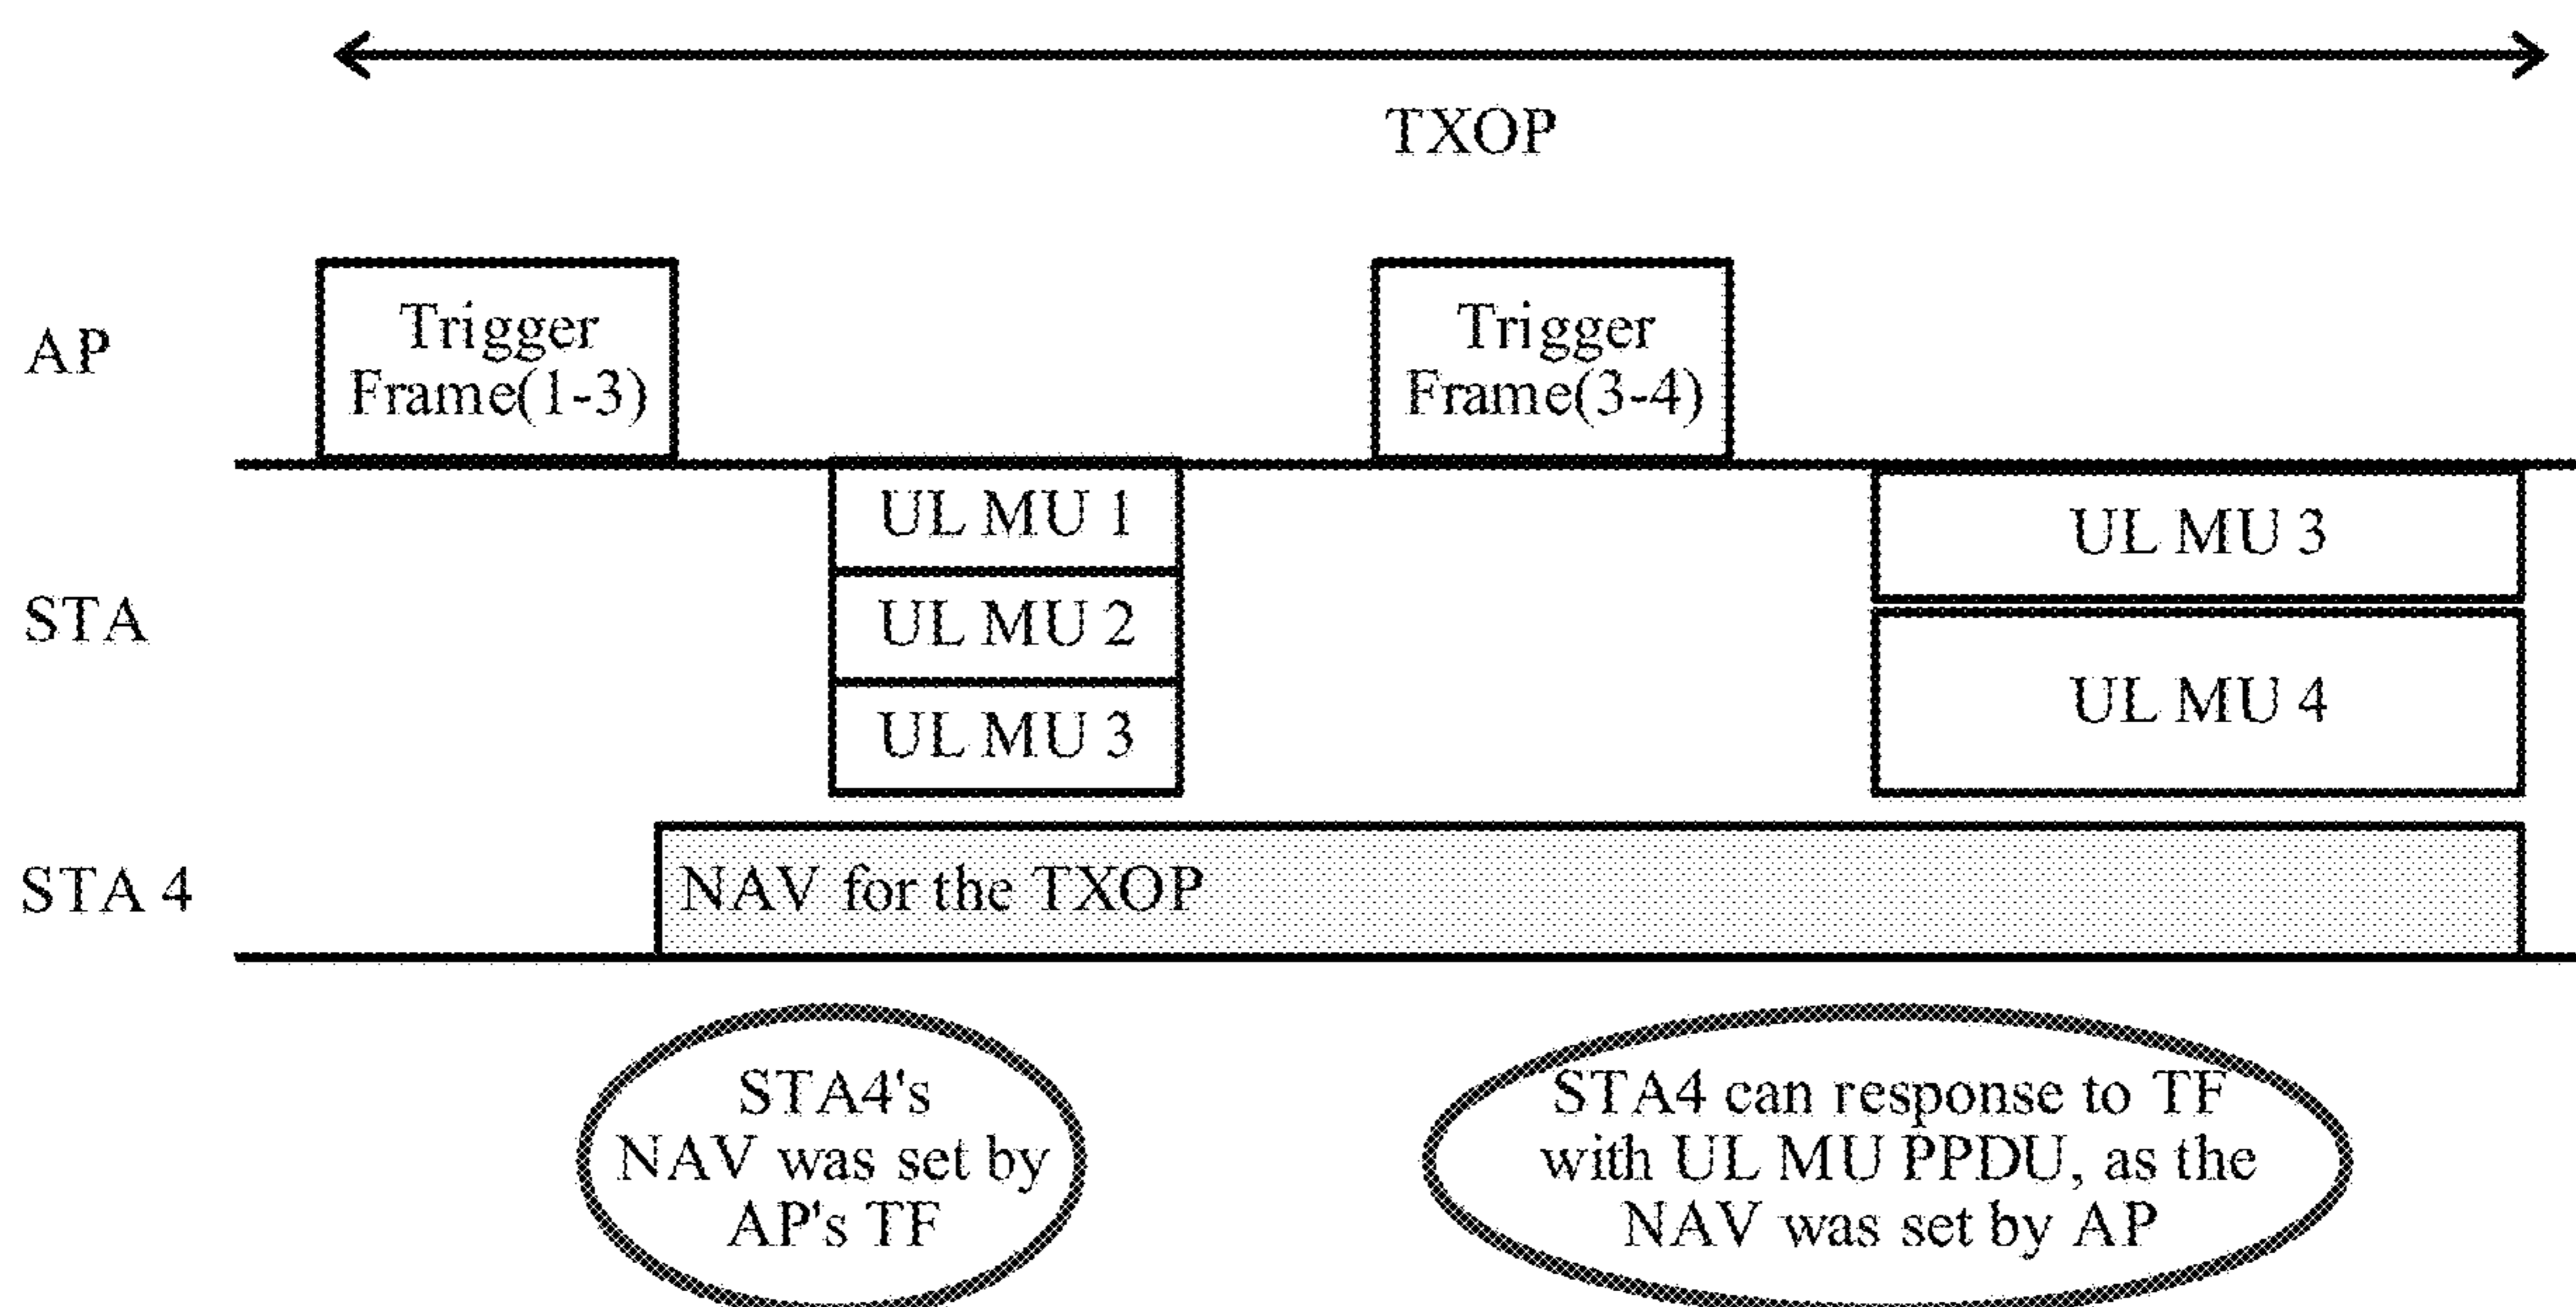 TXOP
AP
Trigger
Frame(1-3)
Trigger
Frame(3-4)
STA
UL MU 1
UL MU 2
UL MU 3
UL MU 3
UL MU 4
STA 4
NAV for the TXOP
STA4's
NAV was set by
AP's TF
STA4 can response to TF
with UL MU PPDU, as the
NAV was set by AP